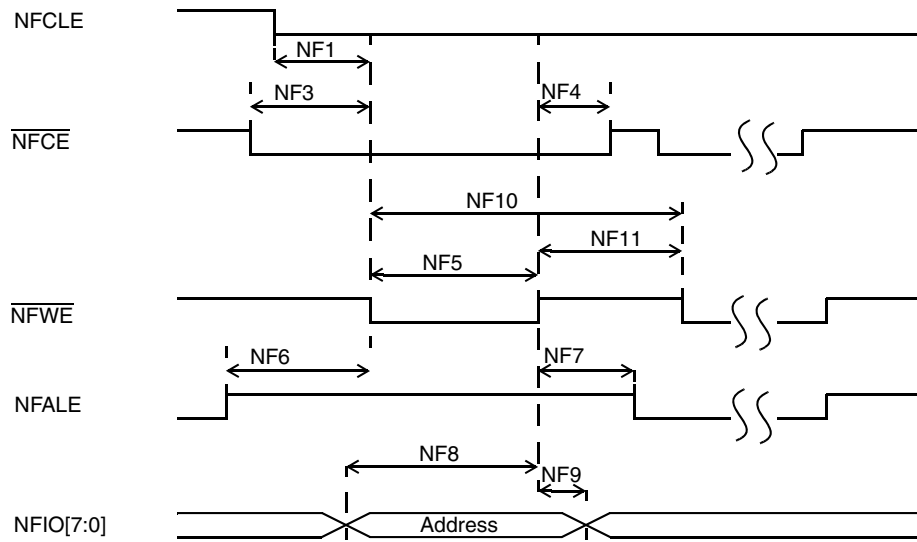 NFCLE
NF1
NF3
NF4
NFCE
NF10
NF11
NF5
NFWE
NF6
NF7
NFALE
NF8
NF9
NFIO[7:0]
Address